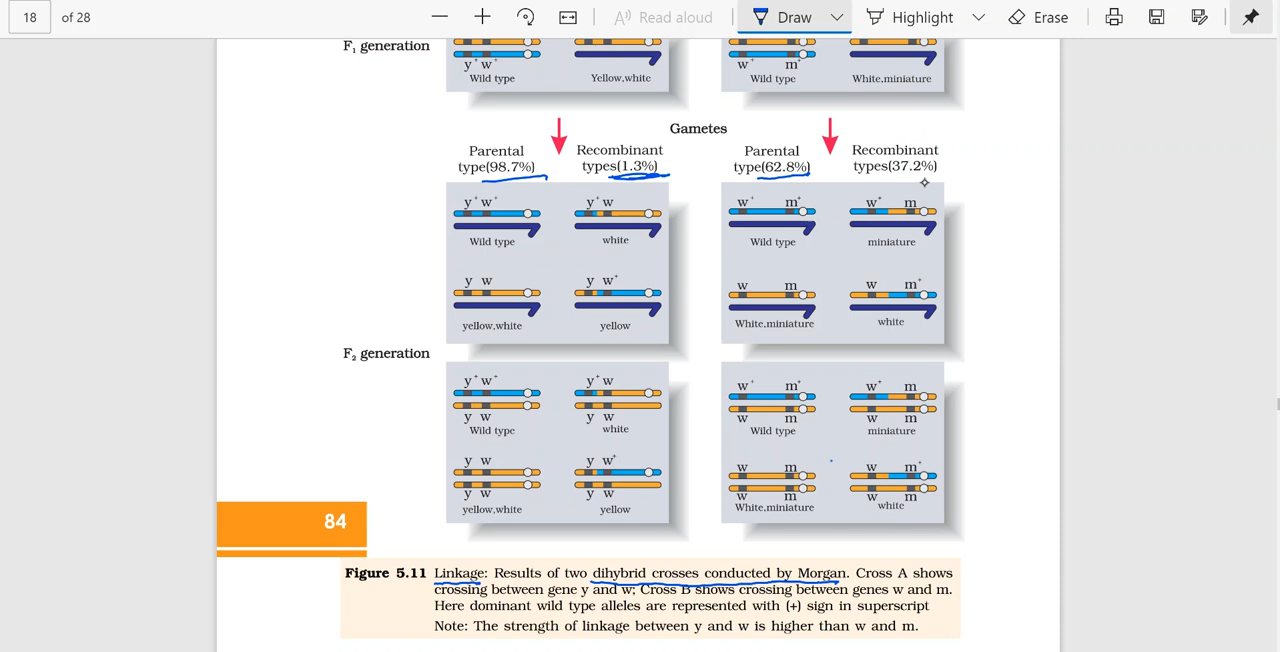 18 of 28
Read aloud
Draw
Highlight
Erase
F1 generation
y+ w+
Wild type
Yellow,white
w+ m+
Wild type
White,miniature
Gametes
Parental type(98.7%)
Recombinant types(1.3%)
Parental type(62.8%)
Recombinant types(37.2%)
y+ w+
Wild type
y+ w
white
w+ m+
Wild type
w+ m
miniature
y w
yellow,white
y w+
yellow
w m
White,miniature
w m+
white
F2 generation
y+ w+
y w
Wild type
y+ w
y w
white
w+ m+
w m
Wild type
w+ m
w m
miniature
y w
y w
yellow,white
y w+
y w
yellow
w m
w m
White,miniature
w m+
w m
white
84
Figure 5.11 Linkage: Results of two dihybrid crosses conducted by Morgan. Cross A shows
crossing between gene y and w; Cross B shows crossing between genes w and m.
Here dominant wild type alleles are represented with (+) sign in superscript
Note: The strength of linkage between y and w is higher than w and m.